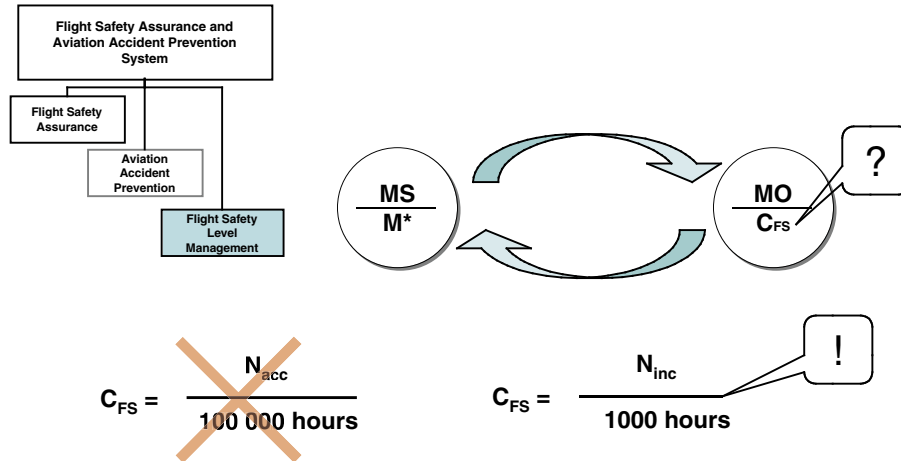 Flight Safety Assurance and
Aviation Accident Prevention
System
Flight Safety
Assurance
Aviation
Accident
Prevention
Flight Safety
Level
Management
MS
M*
MO
CFS
?
!
CFS =
Nacc
100 000 hours
CFS =
Ninc
1000 hours